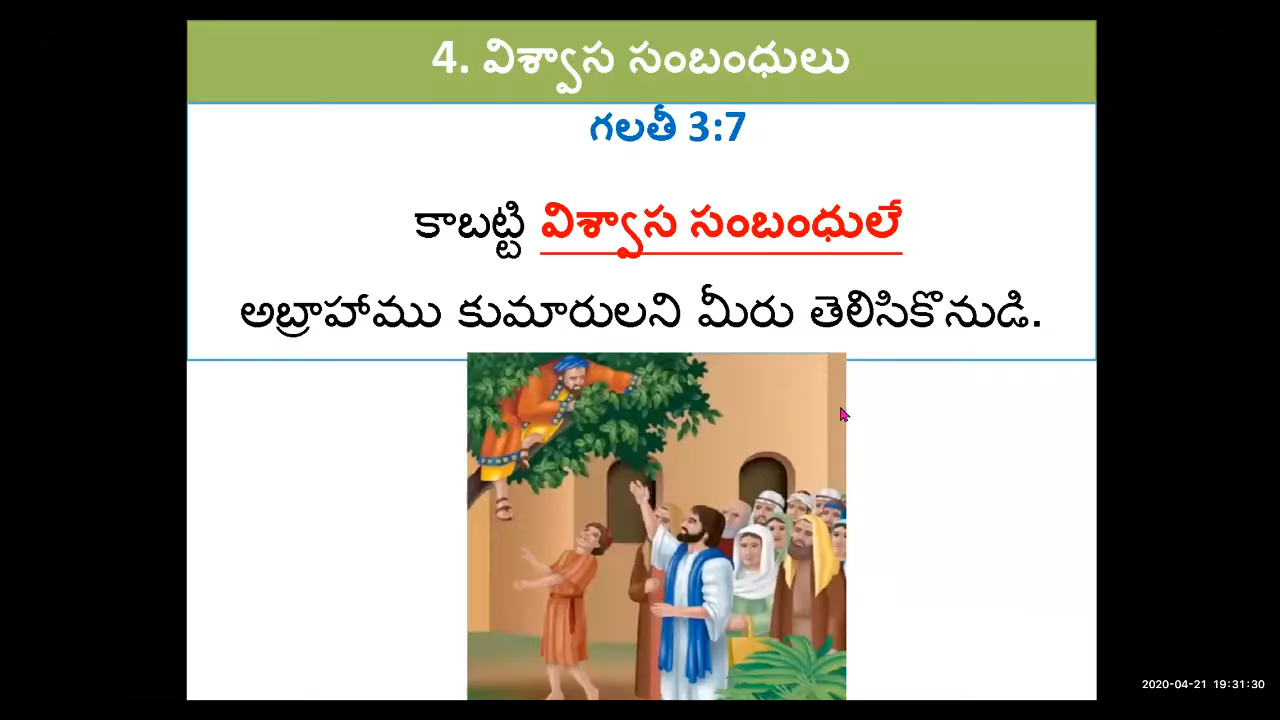 4. విశ్వాస సంబంధులు
గలతీ 3:7
కాబట్టి విశ్వాస సంబంధులే
అబ్రాహాము కుమారులని మీరు తెలిసికొనుడి.
2020-04-21 19:31:30